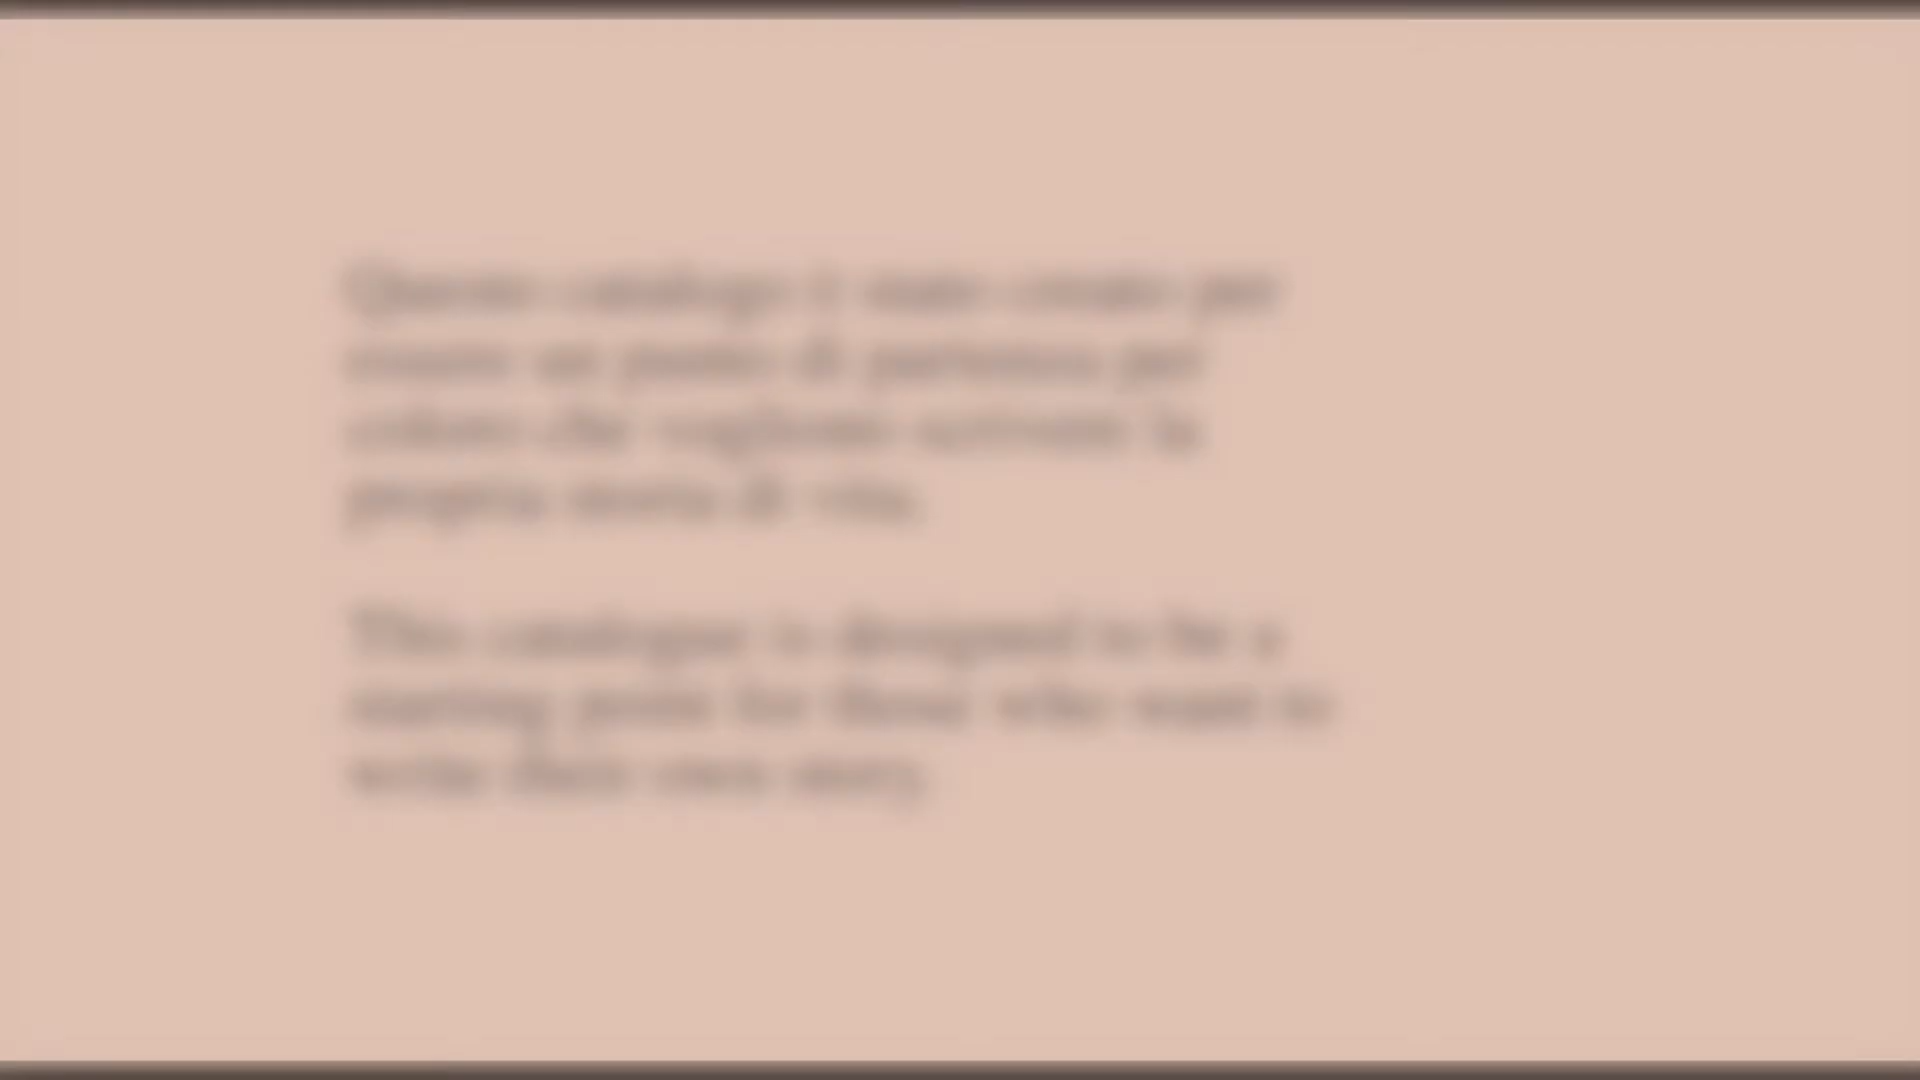 Questo catalogo è stato creato per
essere un punto di partenza per
coloro che vogliono scrivere la
propria storia di vita.
This catalogue is designed to be a
starting point for those who want to
write their own story.